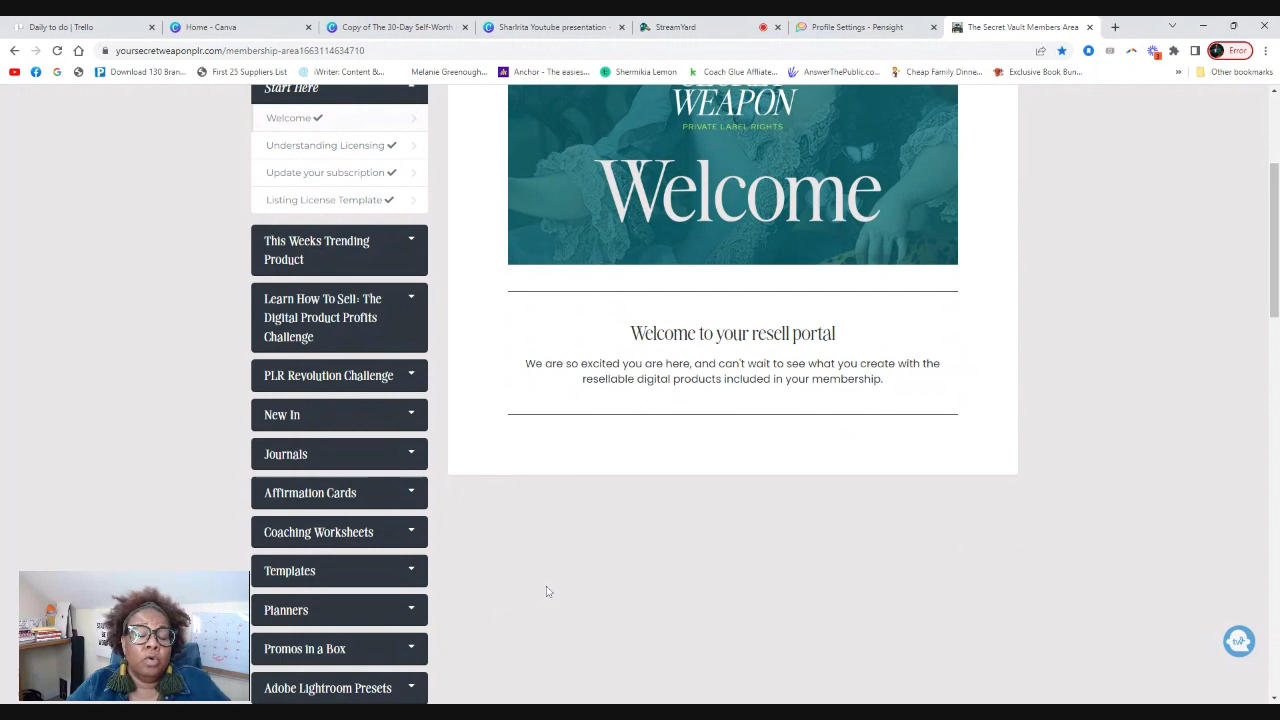 Daily to do | Trello
Home - Canva
Copy of The 30-Day Self-Worth
Sharlrita Youtube presentation -
StreamYard
Profile Settings - Pensight
The Secret Vault Members Area
yoursecretweaponplr.com/membership-area1663114634710
Error
Download 130 Bran...
First 25 Suppliers List
iWriter: Content &...
Melanie Greenough...
Anchor - The easies...
Shermikia Lemon
Coach Glue Affliate...
AnswerThePublic.co...
Cheap Family Dinne...
Exclusive Book Bun...
»
Other bookmarks
Start Here
Welcome
Understanding Licensing
Update your subscription
Listing License Template
This Weeks Trending
Product
Learn How To Sell: The
Digital Product Profits
Challenge
PLR Revolution Challenge
New In
Journals
Affirmation Cards
Coaching Worksheets
Templates
Planners
Promos in a Box
Adobe Lightroom Presets
WEAPON
PRIVATE LABEL RIGHTS
Welcome
Welcome to your resell portal
We are so excited you are here, and can't wait to see what you create with the
resellable digital products included in your membership.